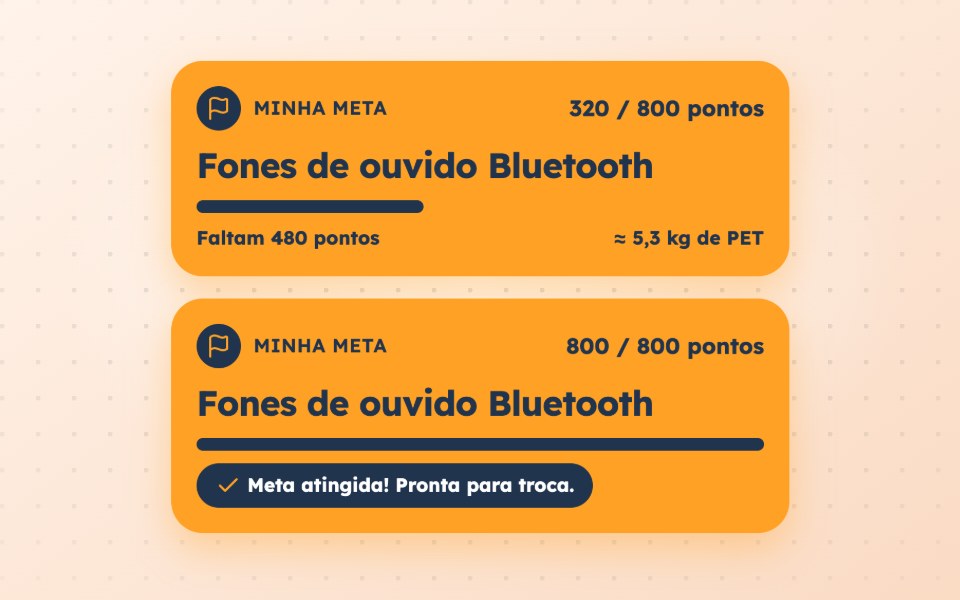 MINHA META
320 / 800 pontos
Fones de ouvido Bluetooth
Faltam 480 pontos
≈ 5,3 kg de PET
MINHA META
800 / 800 pontos
Fones de ouvido Bluetooth
Meta atingida! Pronta para troca.